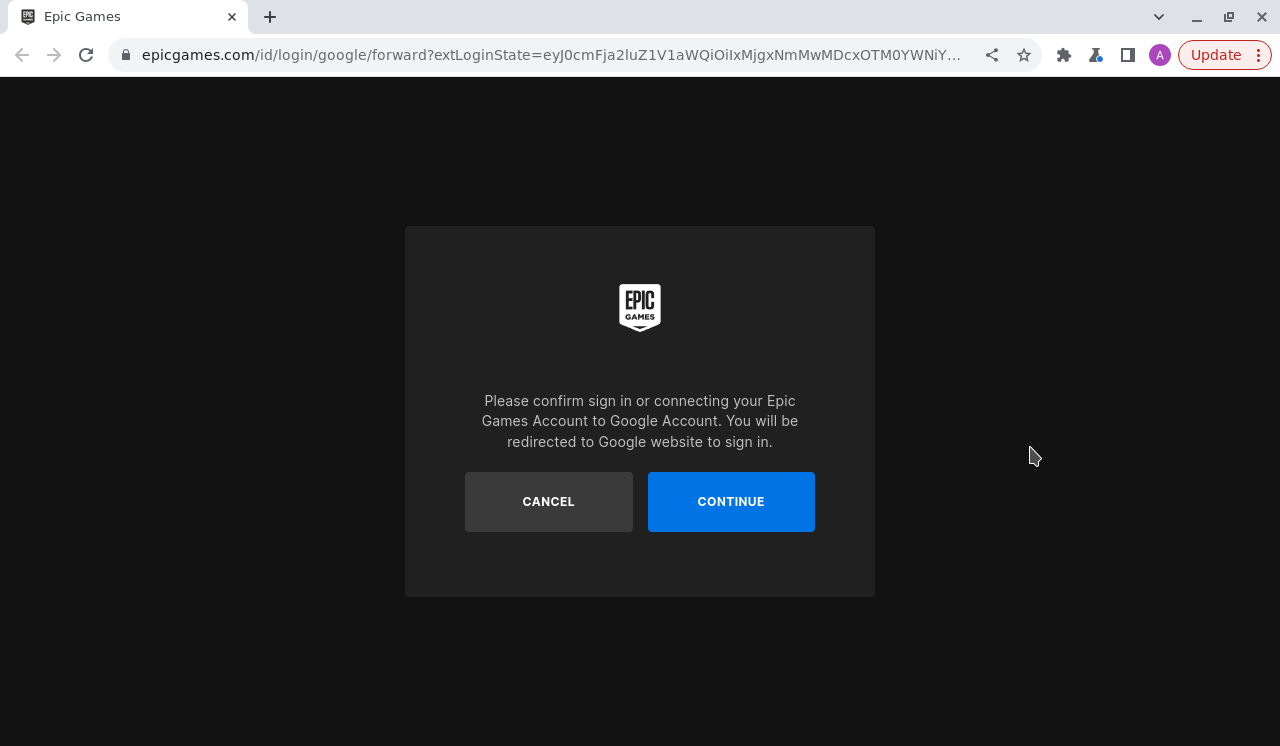 Epic Games
epicgames.com/id/login/google/forward?extLoginState=eyJ0cmFja2luZ1V1aWQiOiIxMjgxNmMwMDcxOTM0YWNiY…
A
Update
EPIC
GAMES
Please confirm sign in or connecting your Epic
Games Account to Google Account. You will be
redirected to Google website to sign in.
CANCEL
CONTINUE